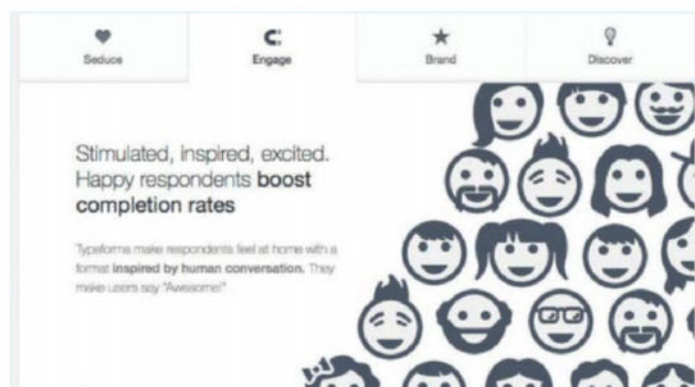 Seduce
Engage
Brand
Discover
Stimulated, inspired, excited.
Happy respondents boost
completion rates
Typeforms make respondents feel at home with a
format inspired by human conversation. They
make users say "Awesome!"